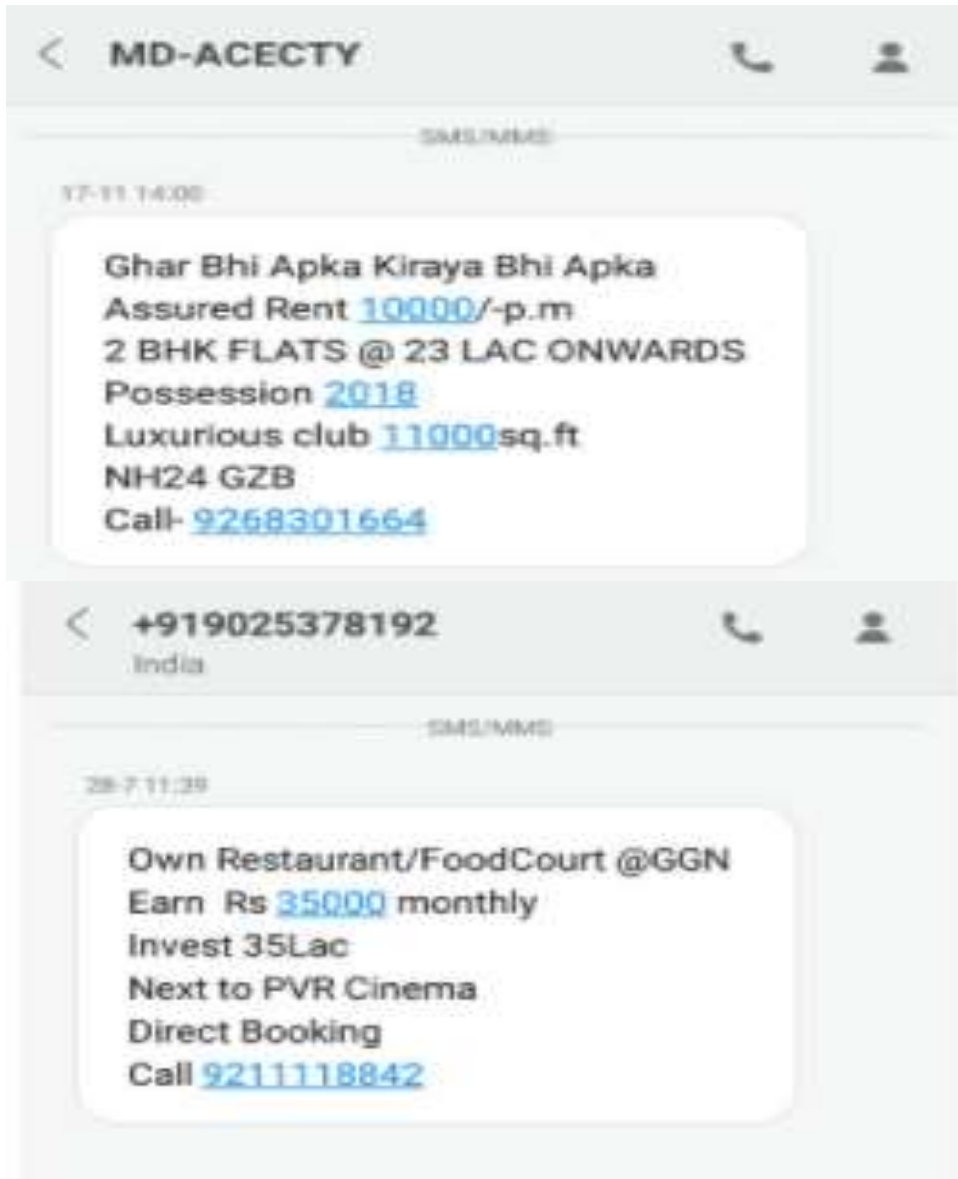 MD-ACECTY
SMS/MMS
17-11 14:00
Ghar Bhi Apka Kiraya Bhi Apka
Assured Rent 10000/-p.m
2 BHK FLATS @ 23 LAC ONWARDS
Possession 2018
Luxurious club 11000sq.ft
NH24 GZB
Call- 9268301664
+919025378192
India
SMS/MMS
28-7 11:39
Own Restaurant/FoodCourt @GGN
Earn Rs 35000 monthly
Invest 35Lac
Next to PVR Cinema
Direct Booking
Call 9211118842